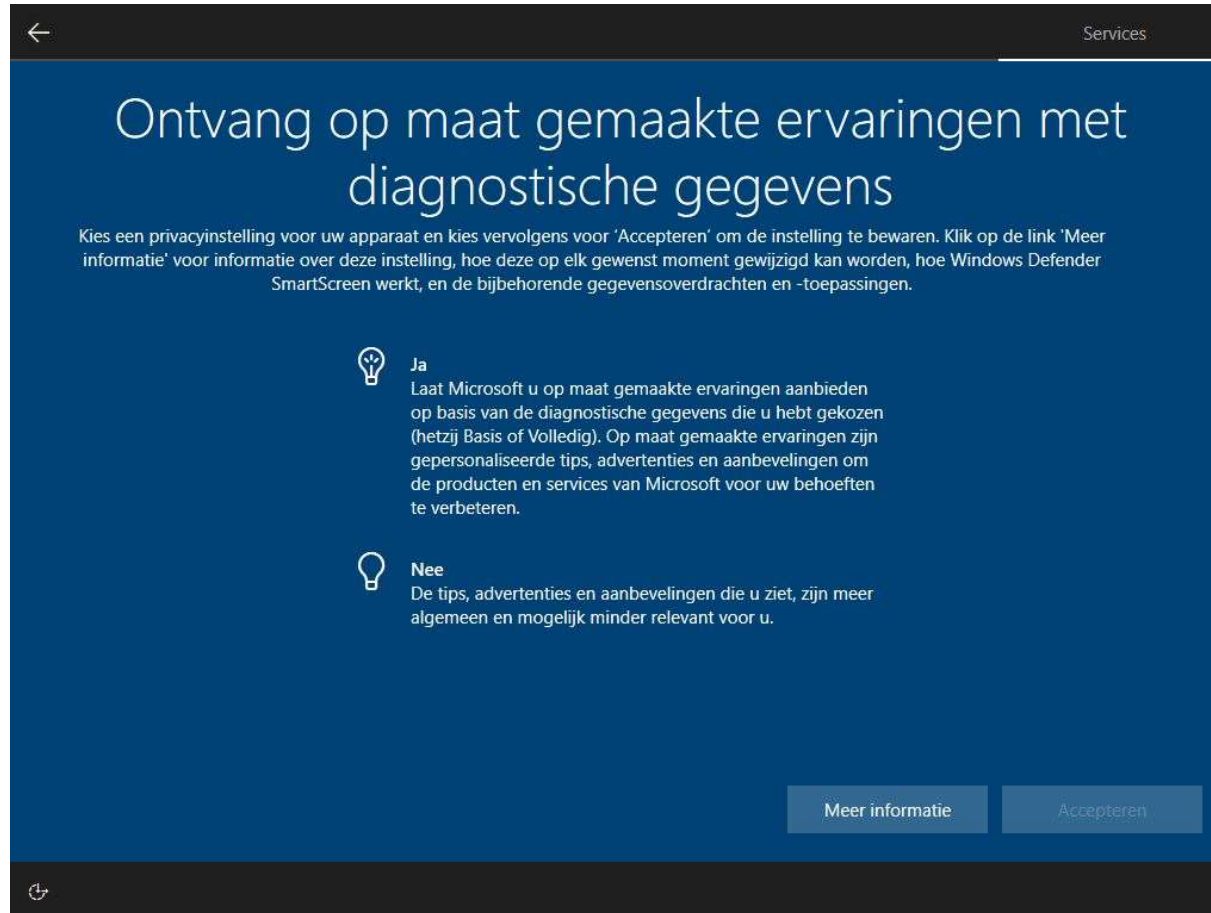 Services
Ontvang op maat gemaakte ervaringen met
diagnostische gegevens
Kies een privacyinstelling voor uw apparaat en kies vervolgens voor 'Accepteren' om de instelling te bewaren. Klik op de link 'Meer
informatie' voor informatie over deze instelling, hoe deze op elk gewenst moment gewijzigd kan worden, hoe Windows Defender
SmartScreen werkt, en de bijbehorende gegevensoverdrachten en -toepassingen.
Ja
Laat Microsoft u op maat gemaakte ervaringen aanbieden
op basis van de diagnostische gegevens die u hebt gekozen
(hetzij Basis of Volledig). Op maat gemaakte ervaringen zijn
gepersonaliseerde tips, advertenties en aanbevelingen om
de producten en services van Microsoft voor uw behoeften
te verbeteren.
Nee
De tips, advertenties en aanbevelingen die u ziet, zijn meer
algemeen en mogelijk minder relevant voor u.
Meer informatie
Accepteren